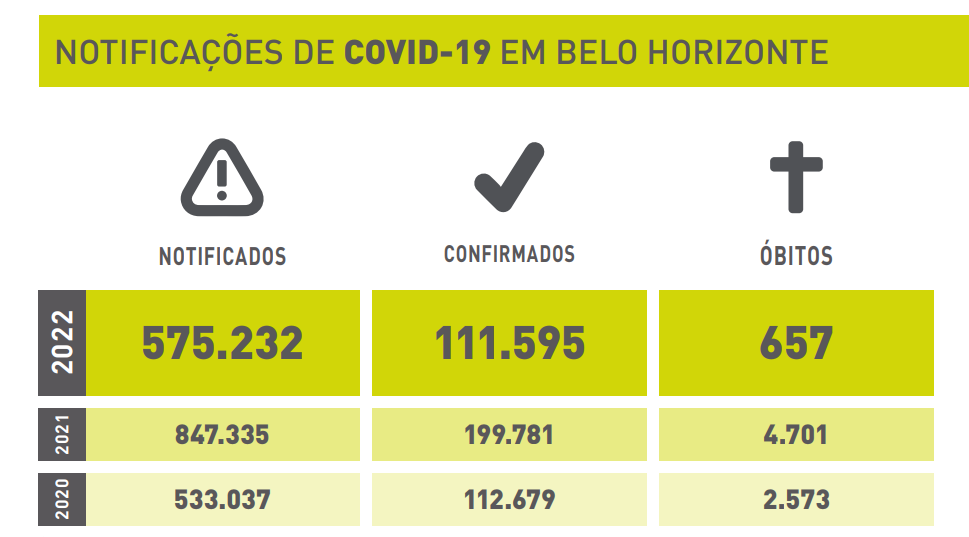 NOTIFICAÇÕES DE COVID-19 EM BELO HORIZONTE
NOTIFICADOS CONFIRMADOS ÓBITOS
2022 575.232 111.595 657
2021 847.335 199.781 4.701
2020 533.037 112.679 2.573